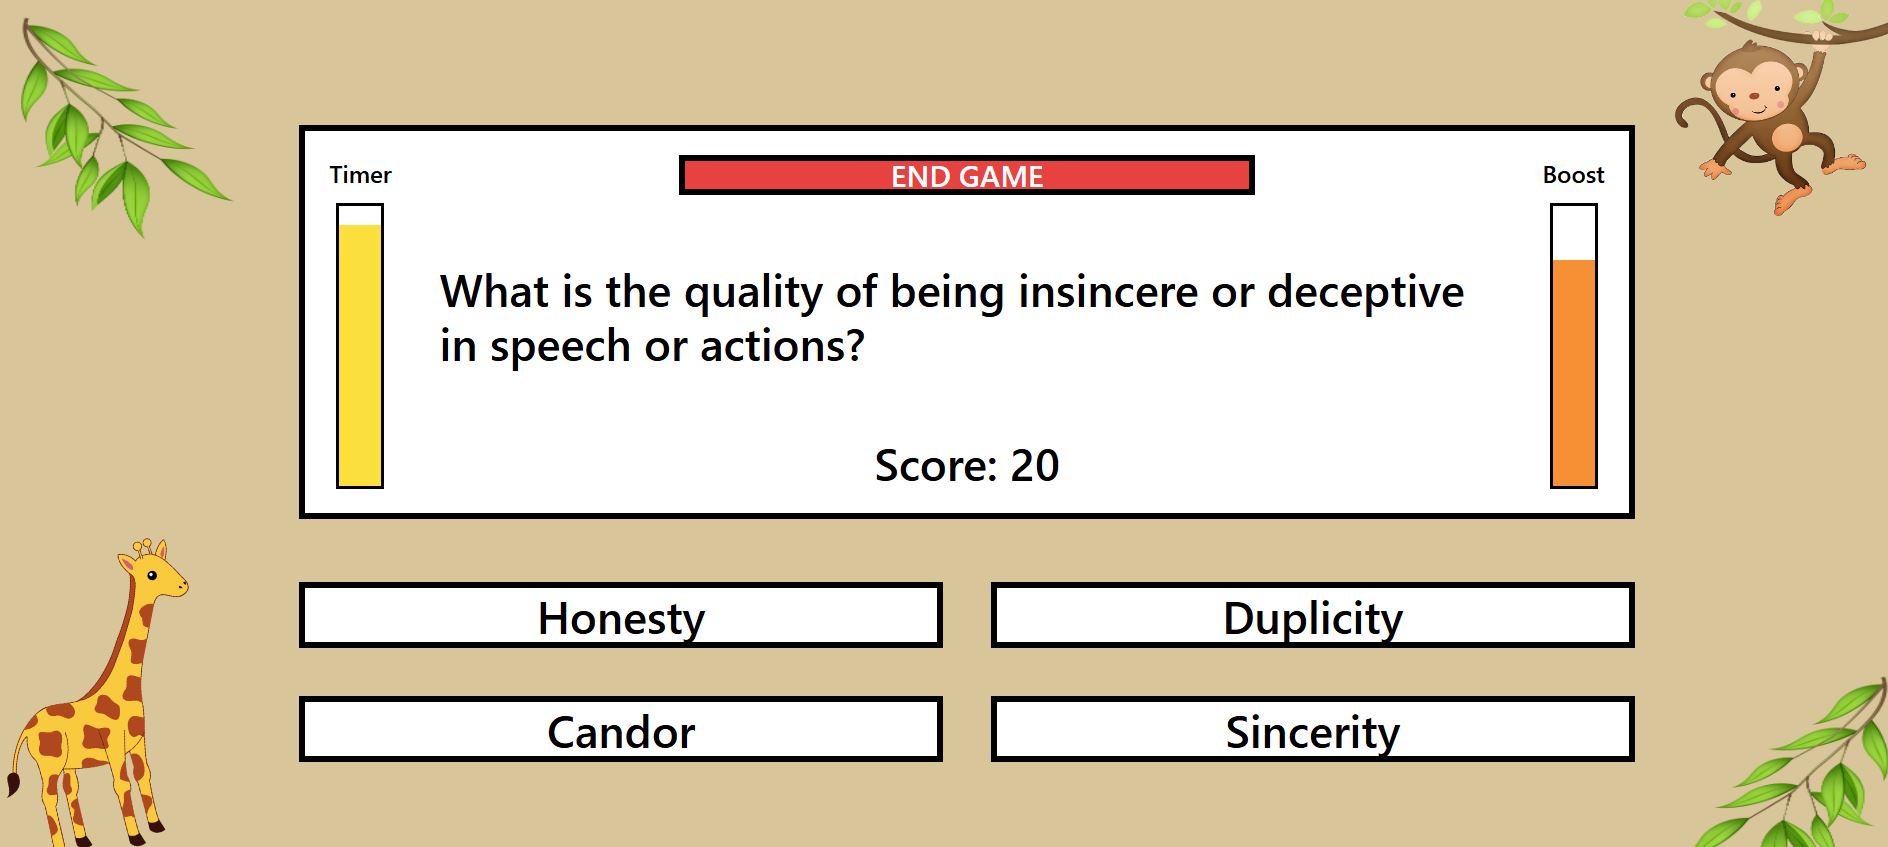 Timer
END GAME
Boost
What is the quality of being insincere or deceptive
in speech or actions?
Score: 20
Honesty
Duplicity
Candor
Sincerity